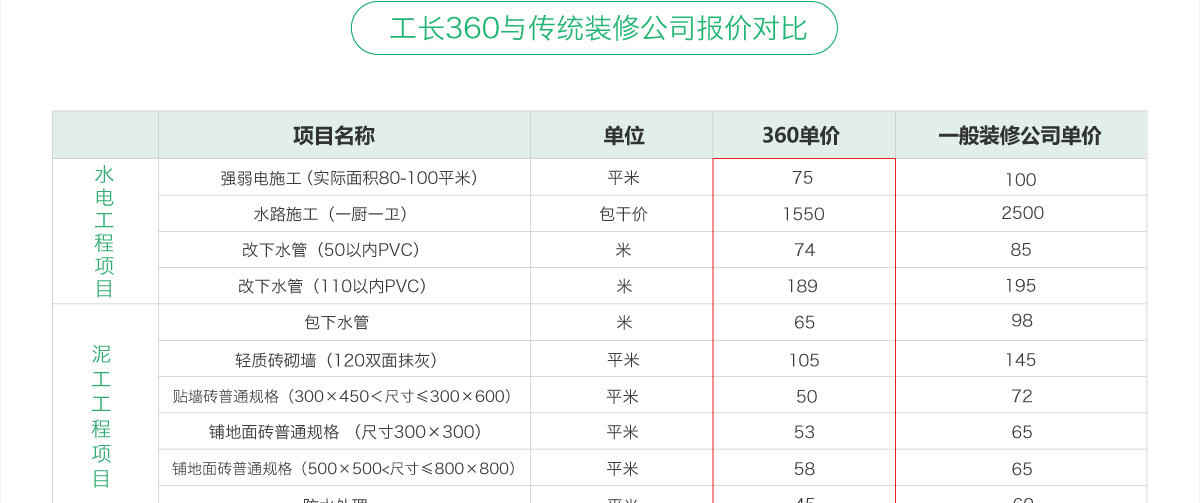 工长360与传统装修公司报价对比
项目名称 单位 360单价 一般装修公司单价
水电工程项目
强弱电施工 (实际面积80-100平米) 平米 75 100
水路施工（一厨一卫） 包干价 1550 2500
改下水管（50以内PVC） 米 74 85
改下水管（110以内PVC） 米 189 195
泥工工程项目
包下水管 米 65 98
轻质砖砌墙（120双面抹灰） 平米 105 145
贴墙砖普通规格（300×450＜尺寸≤300×600） 平米 50 72
铺地面砖普通规格 （尺寸300×300） 平米 53 65
铺地面砖普通规格（500×500<尺寸≤800×800） 平米 58 65